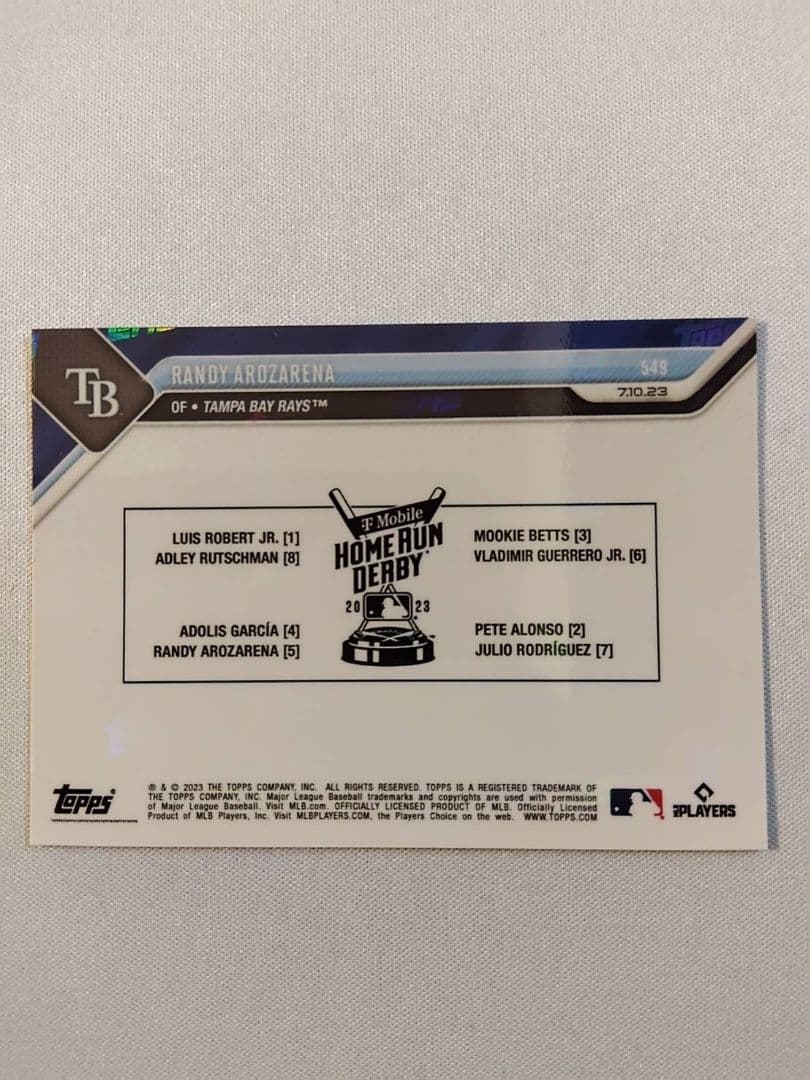 TB
RANDY AROZARENA
549
7.10.23
OF • TAMPA BAY RAYS™
T Mobile
HOME RUN
DERBY
20 23
LUIS ROBERT JR. [1]
ADLEY RUTSCHMAN [8]
ADOLIS GARCÍA [4]
RANDY AROZARENA [5]
MOOKIE BETTS [3]
VLADIMIR GUERRERO JR. [6]
PETE ALONSO [2]
JULIO RODRÍGUEZ [7]
Topps
® & © 2023 THE TOPPS COMPANY, INC. ALL RIGHTS RESERVED. TOPPS IS A REGISTERED TRADEMARK OF
THE TOPPS COMPANY, INC. Major League Baseball trademarks and copyrights are used with permission
of Major League Baseball. Visit MLB.com. OFFICIALLY LICENSED PRODUCT OF MLB. Officially Licensed
Product of MLB Players, Inc. Visit MLBPLAYERS.COM, the Players Choice on the web. WWW.TOPPS.COM
PLAYERS